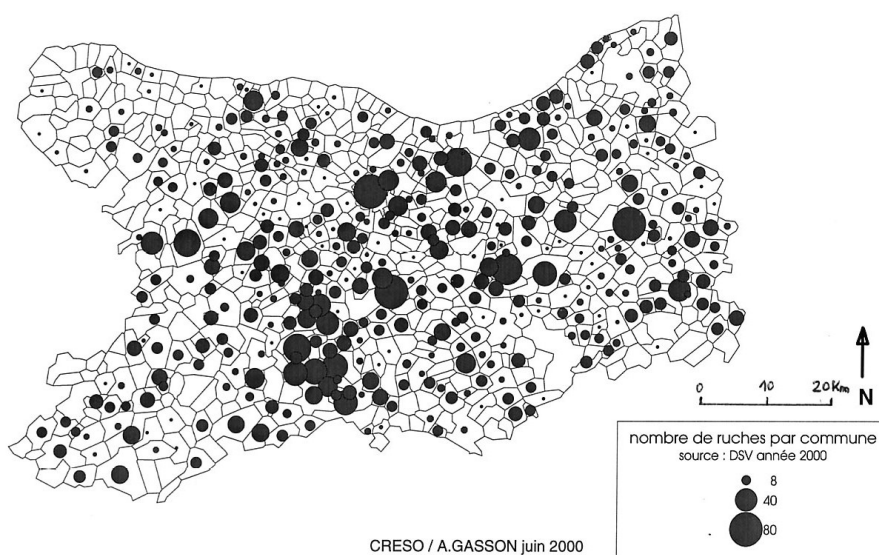 0 10 20Km
N
nombre de ruches par commune
source : DSV année 2000
8
40
80
CRESO / A.GASSON juin 2000